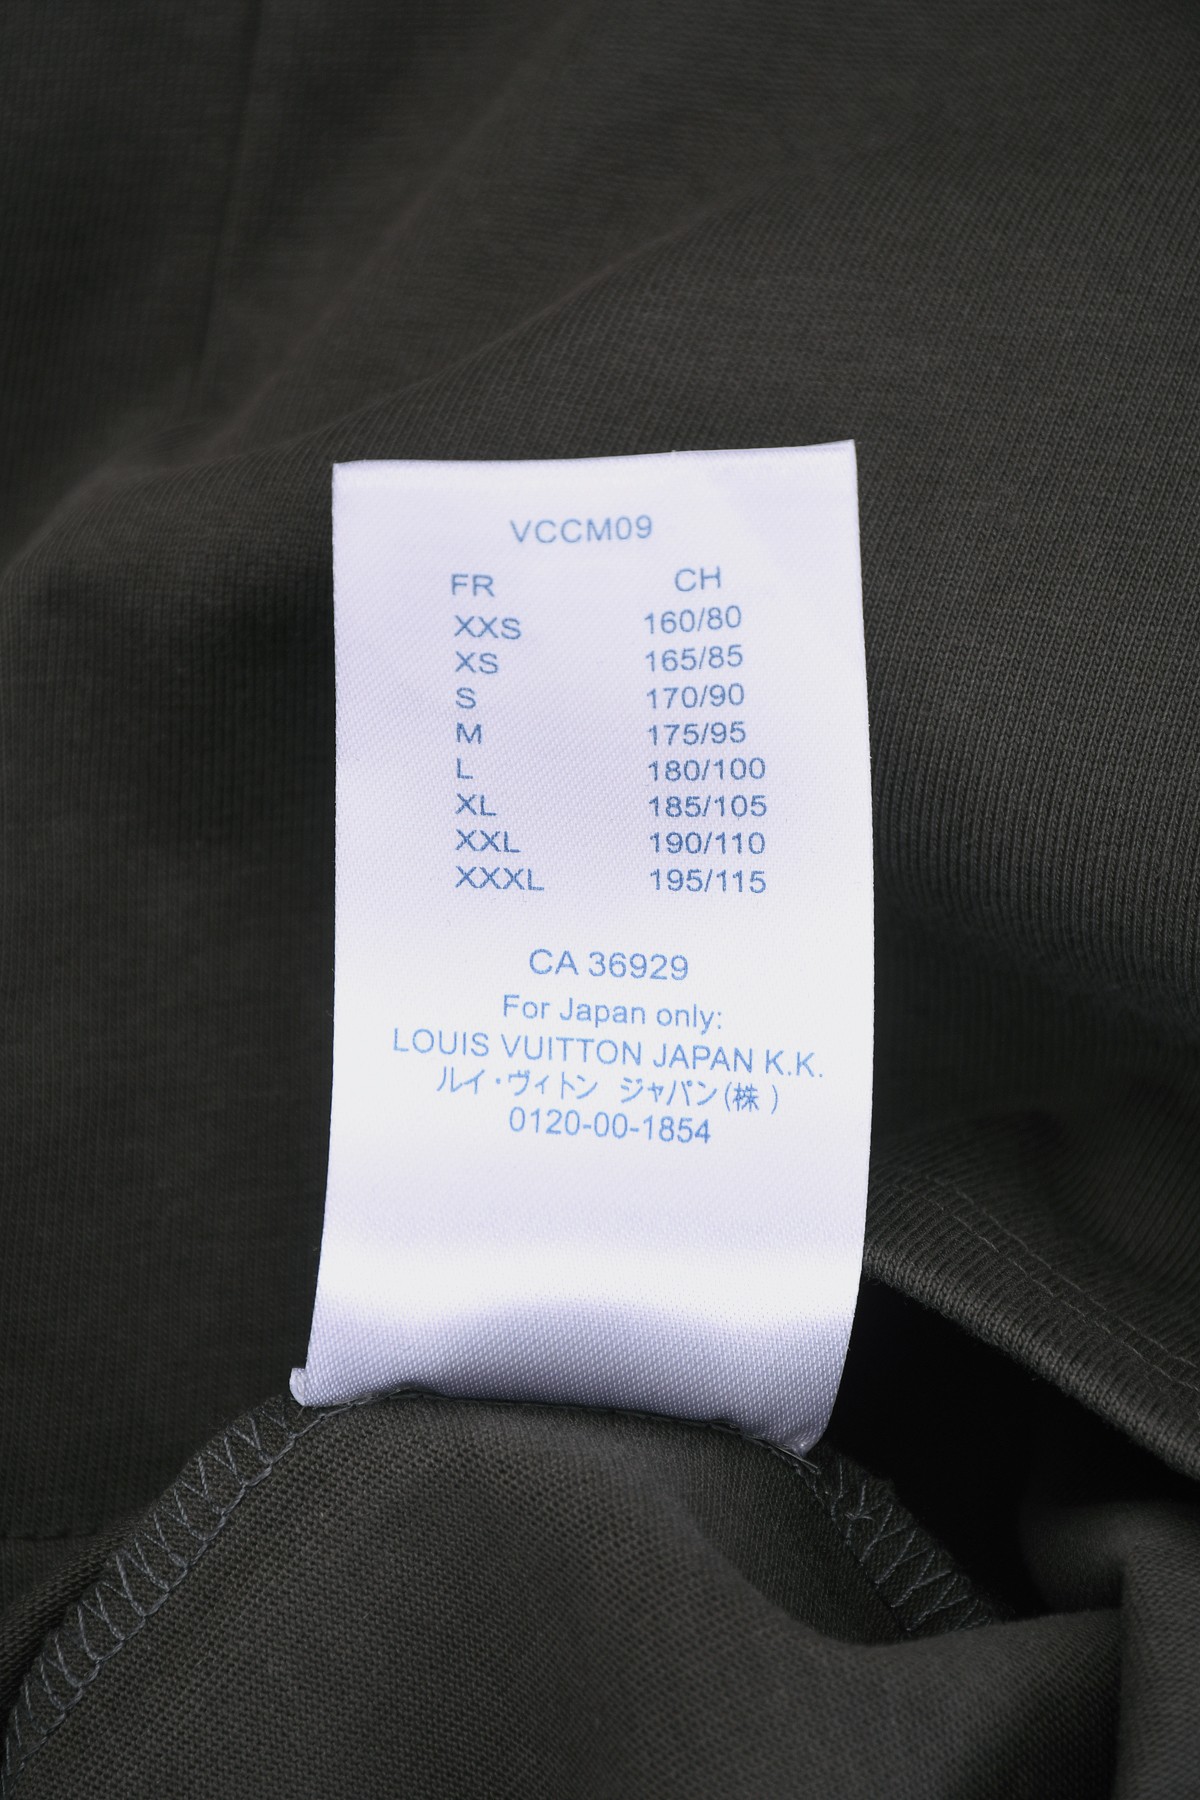 VCCM09
FR CH
XXS 160/80
XS 165/85
S 170/90
M 175/95
L 180/100
XL 185/105
XXL 190/110
XXXL 195/115
CA 36929
For Japan only:
LOUIS VUITTON JAPAN K.K.
ルイ・ヴィトン ジャパン(株)
0120-00-1854